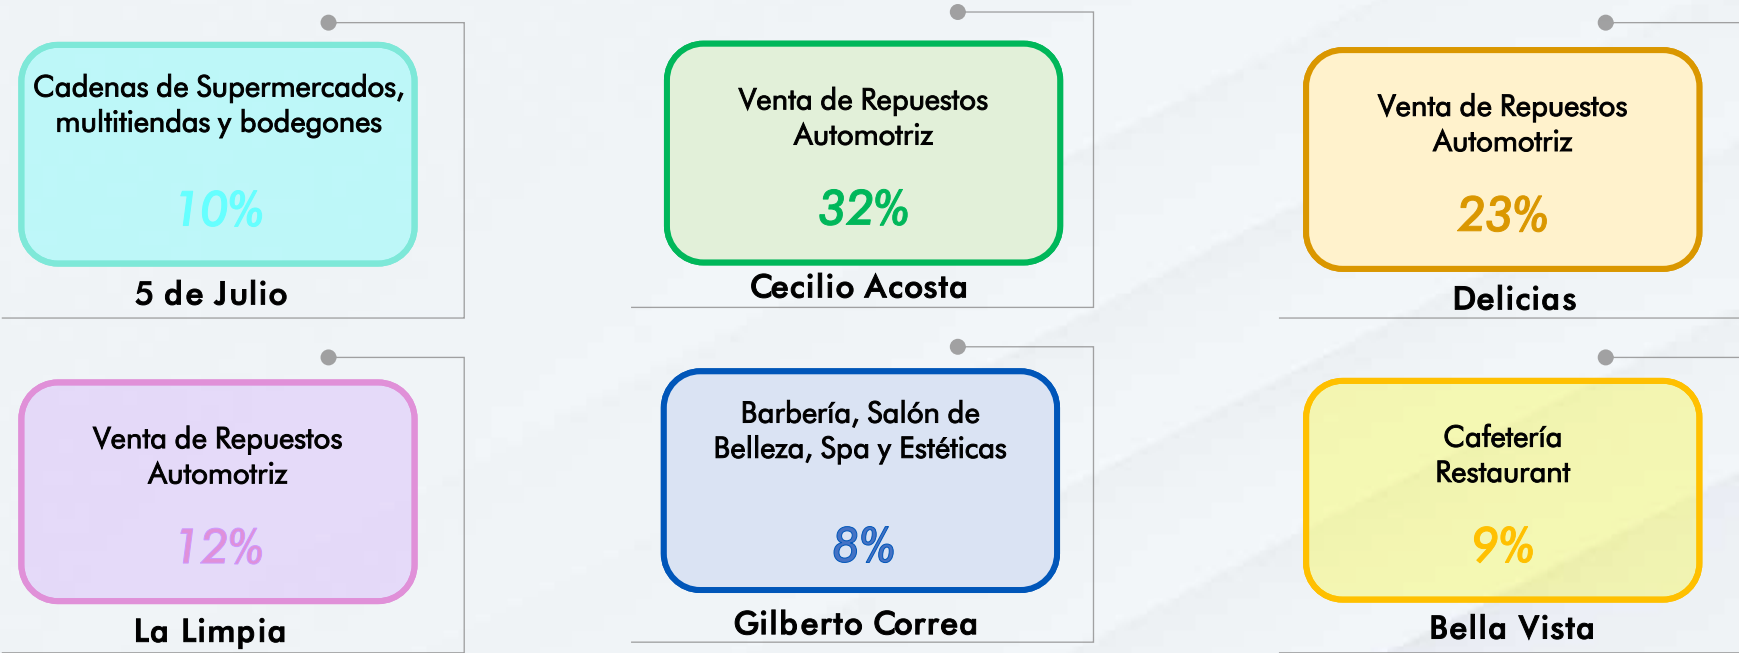 Cadenas de Supermercados,
multitiendas y bodegones
10%
5 de Julio
Venta de Repuestos
Automotriz
32%
Cecilio Acosta
Venta de Repuestos
Automotriz
23%
Delicias
Venta de Repuestos
Automotriz
12%
La Limpia
Barbería, Salón de
Belleza, Spa y Estéticas
8%
Gilberto Correa
Cafetería
Restaurant
9%
Bella Vista